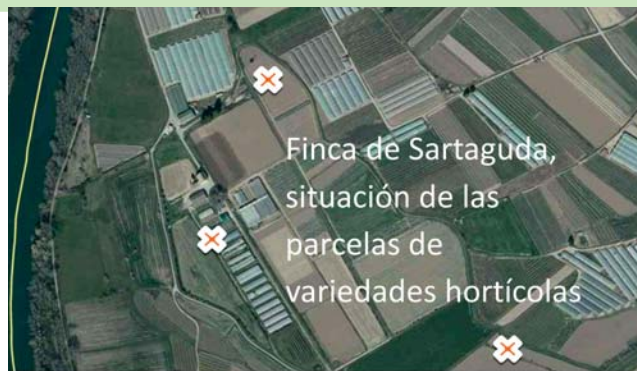 Finca de Sartaguda,
situación de las
parcelas de
variedades hortícolas